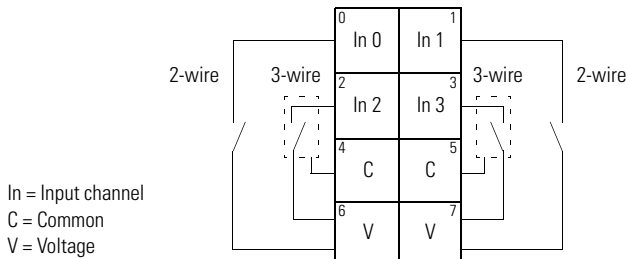 0 1
In 0 In 1
2-wire 3-wire 3-wire 2-wire
2 3
In 2 In 3
4 5
C C
In = Input channel
C = Common
6 7
V V
V = Voltage